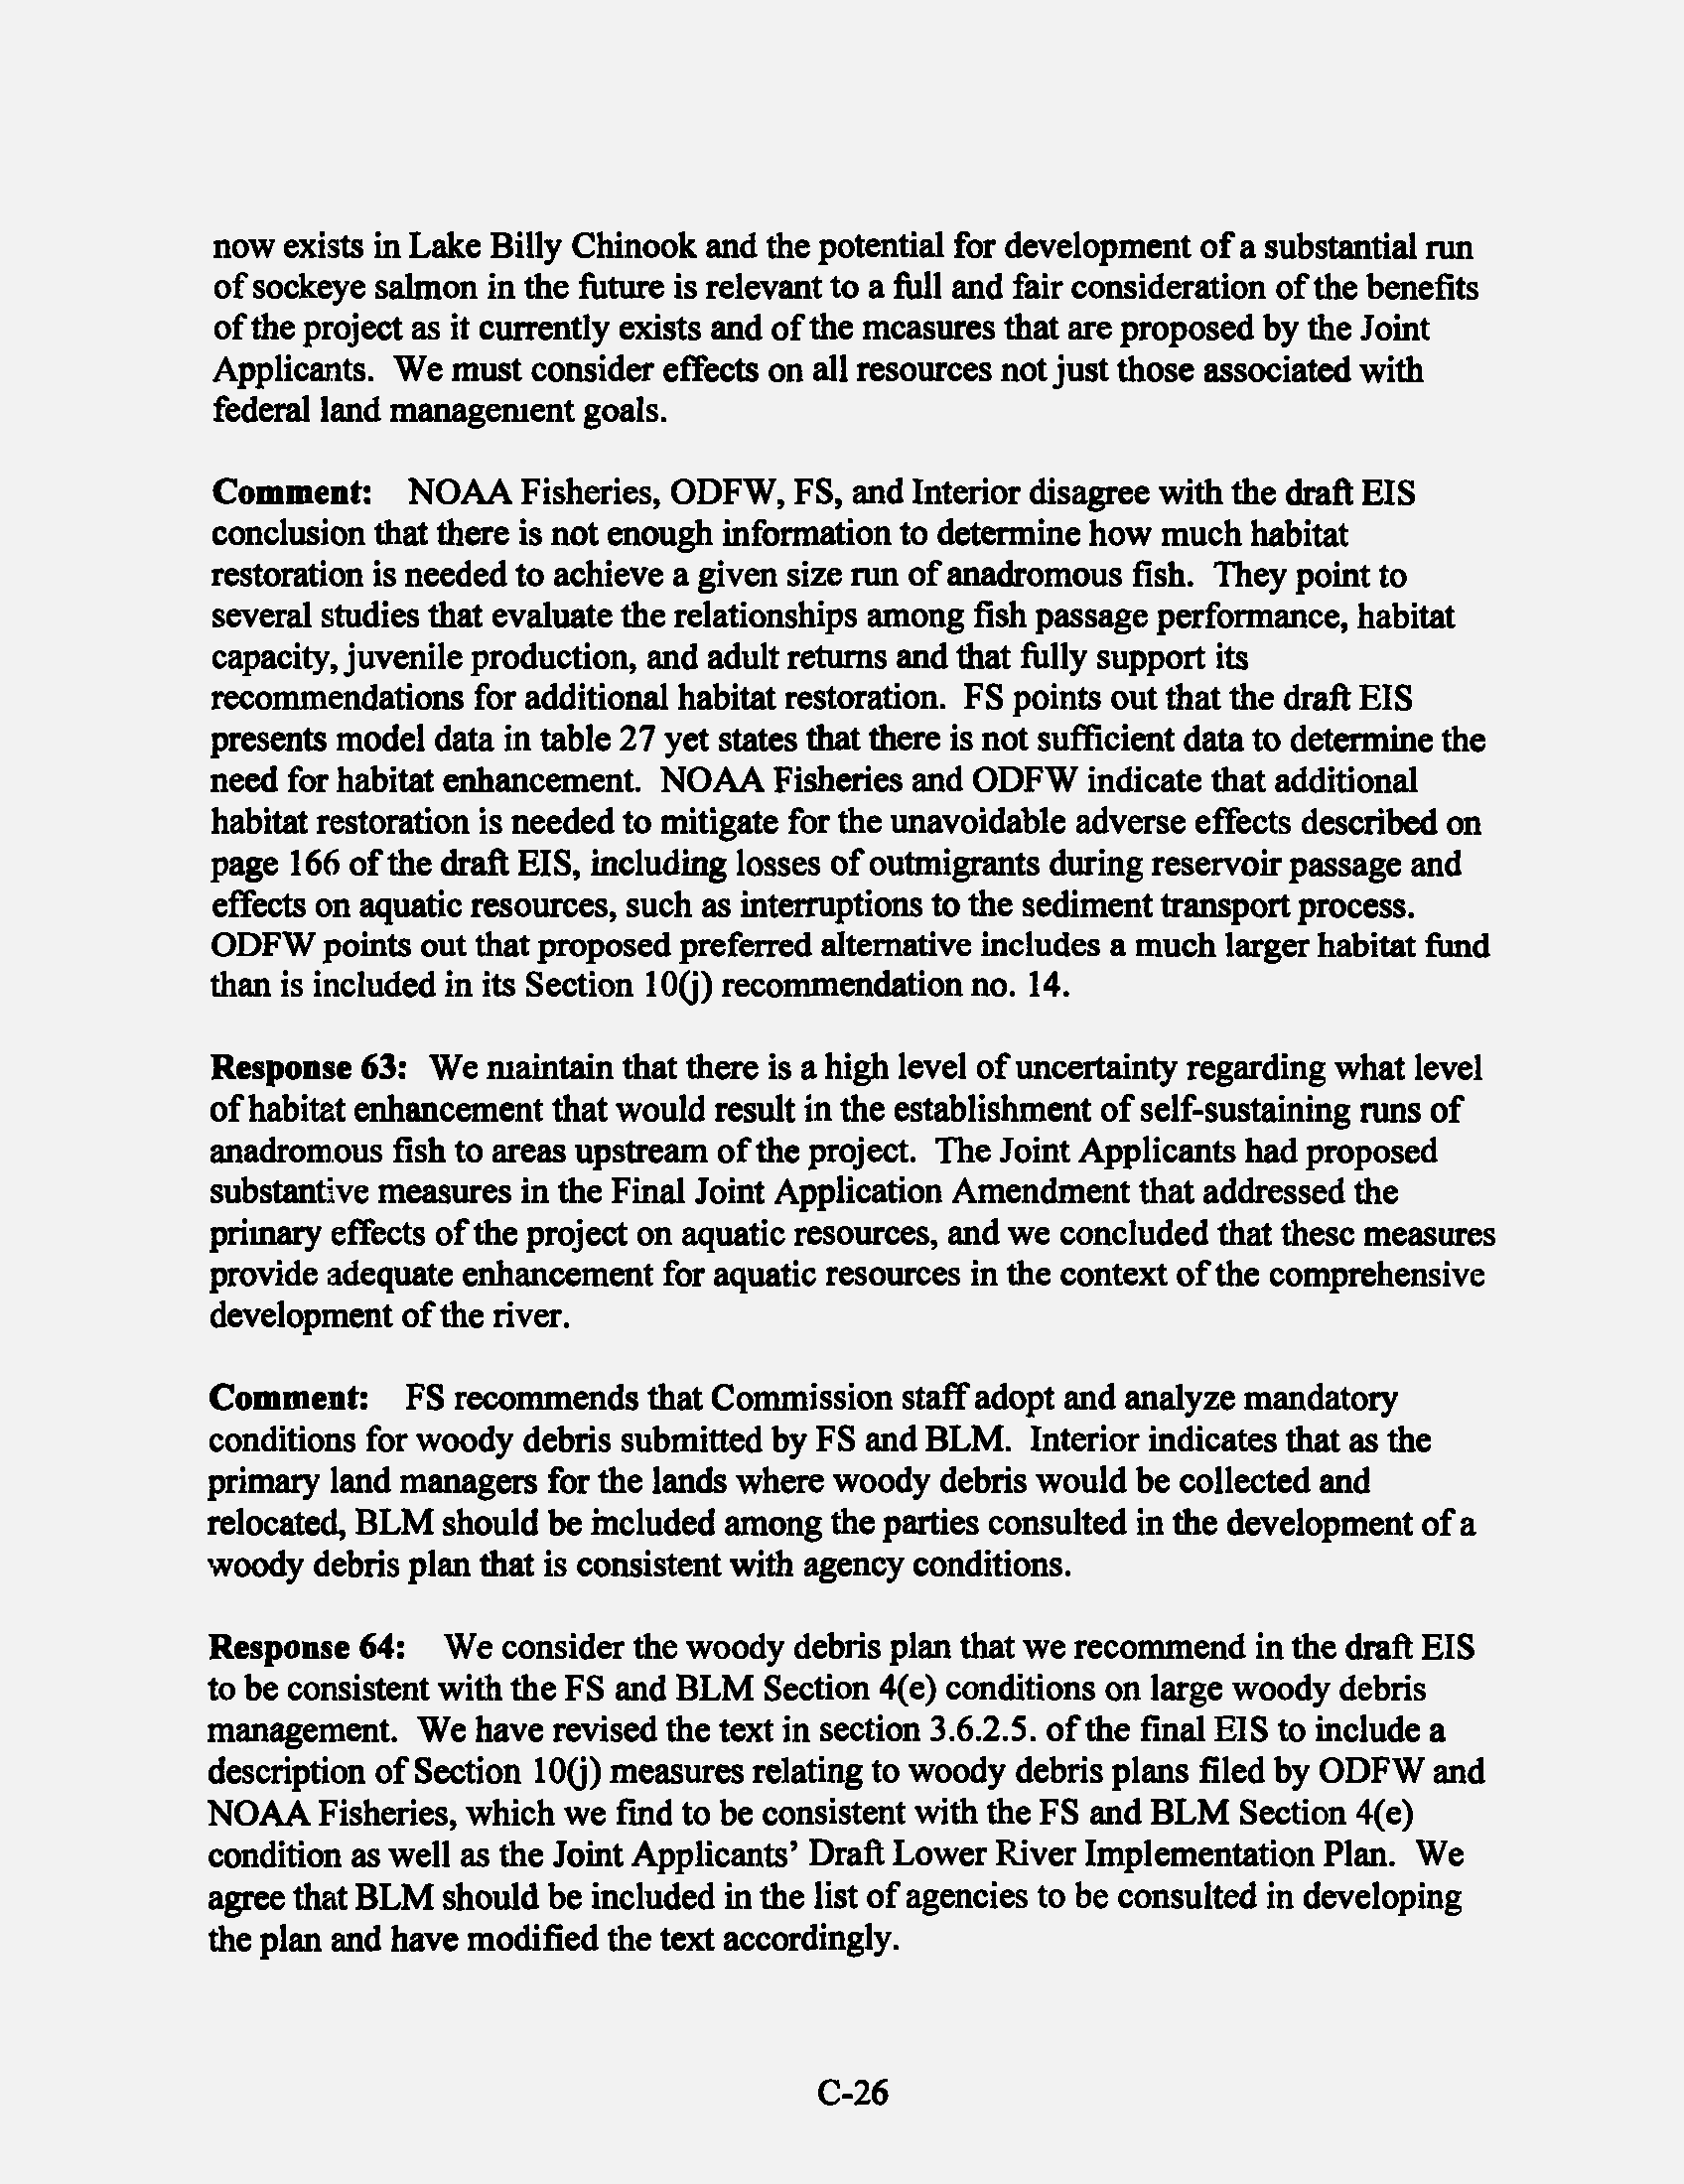 now exists in Lake Billy Chinook and the potential for development of a substantial run
of sockeye salmon in the future is relevant to a full and fair consideration of the benefits
of the project as it currently exists and of the measures that are proposed by the Joint
Applicants. We must consider effects on all resources not just those associated with
federal land management goals.
Comment: NOAA Fisheries, ODFW, FS, and Interior disagree with the draft EIS
conclusion that there is not enough information to determine how much habitat
restoration is needed to achieve a given size run of anadromous fish. They point to
several studies that evaluate the relationships among fish passage performance, habitat
capacity, juvenile production, and adult returns and that fully support its
recommendations for additional habitat restoration. FS points out that the draft EIS
presents model data in table 27 yet states that there is not sufficient data to determine the
need for habitat enhancement. NOAA Fisheries and ODFW indicate that additional
habitat restoration is needed to mitigate for the unavoidable adverse effects described on
page 166 of the draft EIS, including losses of outmigrants during reservoir passage and
effects on aquatic resources, such as interruptions to the sediment transport process.
ODFW points out that proposed preferred alternative includes a much larger habitat fund
than is included in its Section 10(j) recommendation no. 14.
Response 63: We maintain that there is a high level of uncertainty regarding what level
of habitat enhancement that would result in the establishment of self-sustaining runs of
anadromous fish to areas upstream of the project. The Joint Applicants had proposed
substantive measures in the Final Joint Application Amendment that addressed the
primary effects of the project on aquatic resources, and we concluded that these measures
provide adequate enhancement for aquatic resources in the context of the comprehensive
development of the river.
Comment: FS recommends that Commission staff adopt and analyze mandatory
conditions for woody debris submitted by FS and BLM. Interior indicates that as the
primary land managers for the lands where woody debris would be collected and
relocated, BLM should be included among the parties consulted in the development of a
woody debris plan that is consistent with agency conditions.
Response 64: We consider the woody debris plan that we recommend in the draft EIS
to be consistent with the FS and BLM Section 4(e) conditions on large woody debris
management. We have revised the text in section 3.6.2.5. of the final EIS to include a
description of Section 10(j) measures relating to woody debris plans filed by ODFW and
NOAA Fisheries, which we find to be consistent with the FS and BLM Section 4(e)
condition as well as the Joint Applicants’ Draft Lower River Implementation Plan. We
agree that BLM should be included in the list of agencies to be consulted in developing
the plan and have modified the text accordingly.
C-26